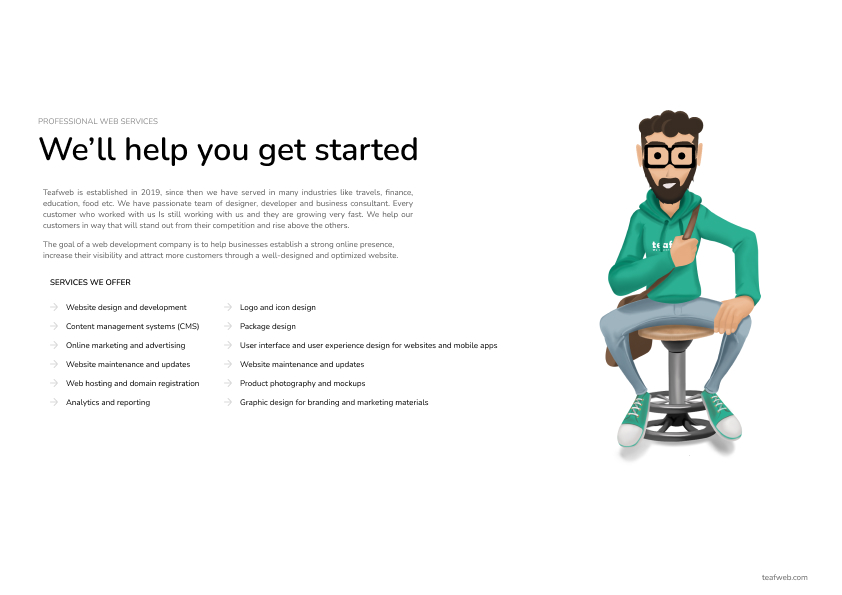 PROFESSIONAL WEB SERVICES
We’ll help you get started
Teafweb is established in 2019, since then we have served in many industries like travels, finance,
education, food etc. We have passionate team of designer, developer and business consultant. Every
customer who worked with us Is still working with us and they are growing very fast. We help our
customers in way that will stand out from their competition and rise above the others.
The goal of a web development company is to help businesses establish a strong online presence,
increase their visibility and attract more customers through a well-designed and optimized website.
SERVICES WE OFFER
Website design and development
Content management systems (CMS)
Online marketing and advertising
Website maintenance and updates
Web hosting and domain registration
Analytics and reporting
Logo and icon design
Package design
User interface and user experience design for websites and mobile apps
Website maintenance and updates
Product photography and mockups
Graphic design for branding and marketing materials
teafweb.com